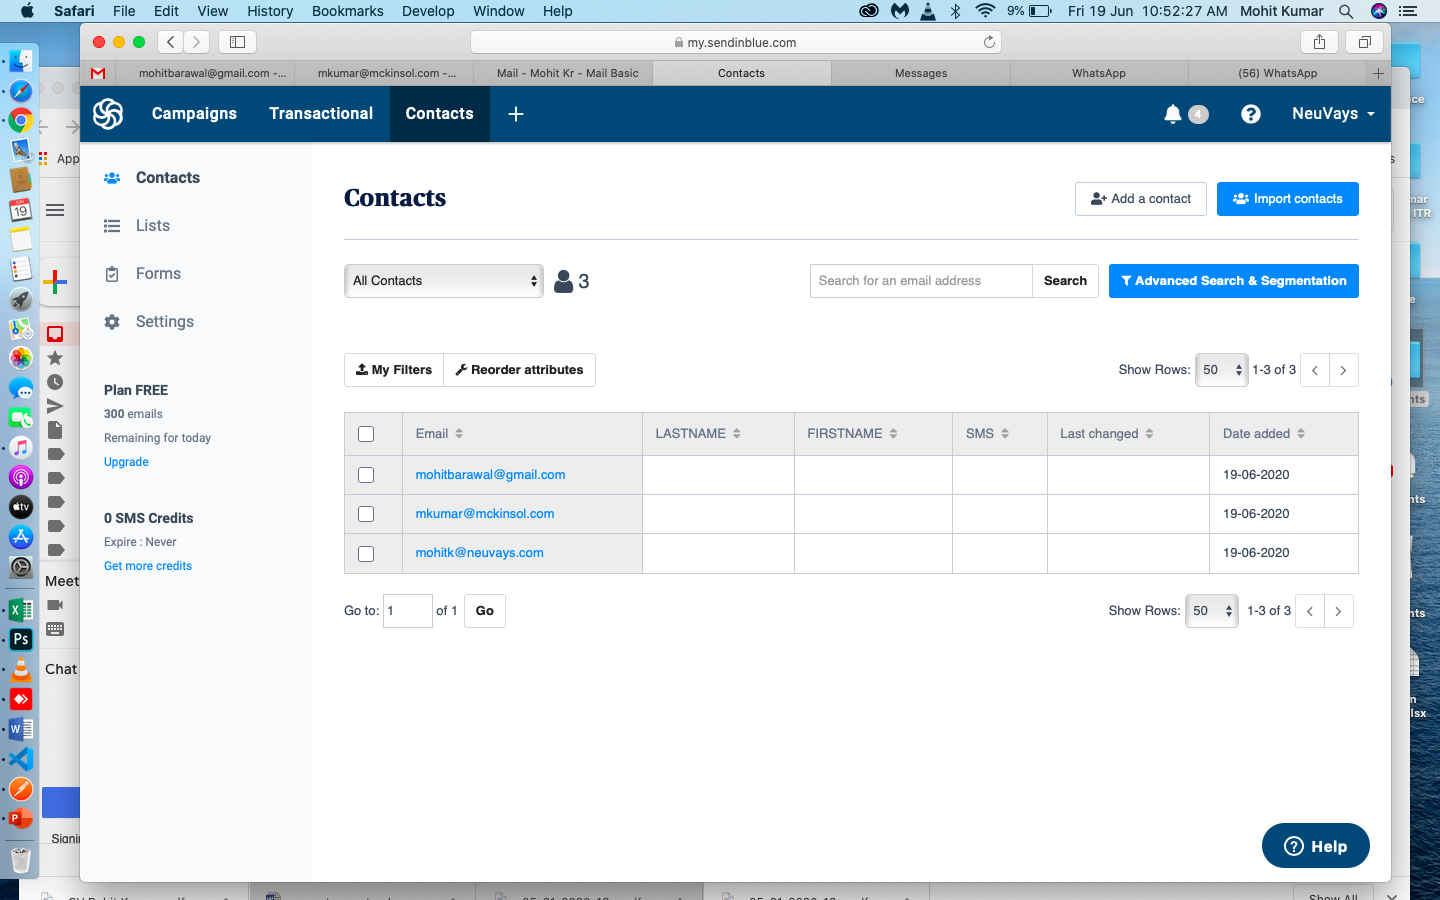 Safari File Edit View History Bookmarks Develop Window Help 9% Fri 19 Jun 10:52:27 AM Mohit Kumar
my.sendinblue.com
mohitbarawal@gmail.com -... mkumar@mckinsol.com -... Mail - Mohit Kr - Mail Basic Contacts Messages WhatsApp (56) WhatsApp
Campaigns Transactional Contacts + 4 NeuVays
App
19
Contacts
Lists
Forms
Settings
Plan FREE
300 emails
Remaining for today
Upgrade
0 SMS Credits
Expire : Never
Get more credits
Contacts
Add a contact Import contacts
All Contacts 3 Search for an email address Search Advanced Search & Segmentation
My Filters Reorder attributes Show Rows: 50 1-3 of 3
Email LASTNAME FIRSTNAME SMS Last changed Date added
mohitbarawal@gmail.com 19-06-2020
mkumar@mckinsol.com 19-06-2020
mohitk@neuvays.com 19-06-2020
Go to: 1 of 1 Go Show Rows: 50 1-3 of 3
Help
tv
Meet
Chat
Ps
ITR